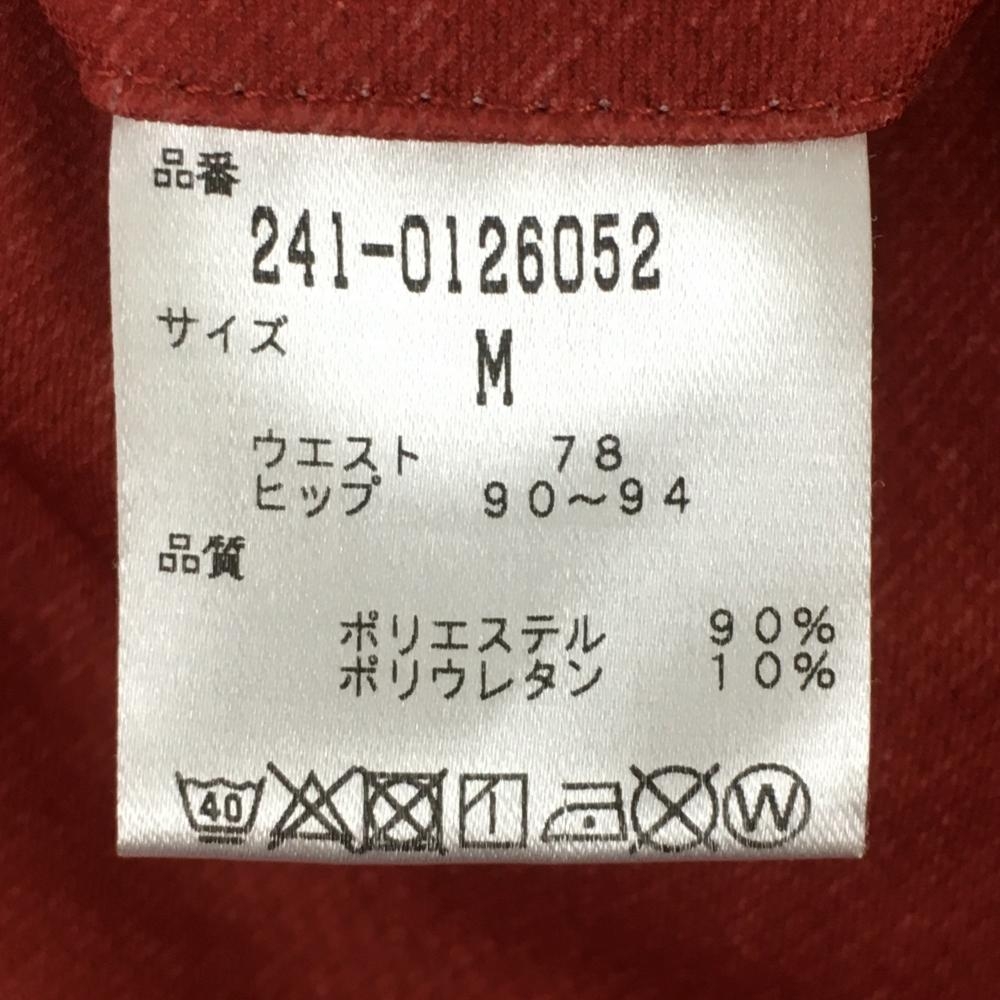 品番
241-0126052
サイズ
M
ウエスト 78
ヒップ 90～94
品質
ポリエステル 90%
ポリウレタン 10%
40 W